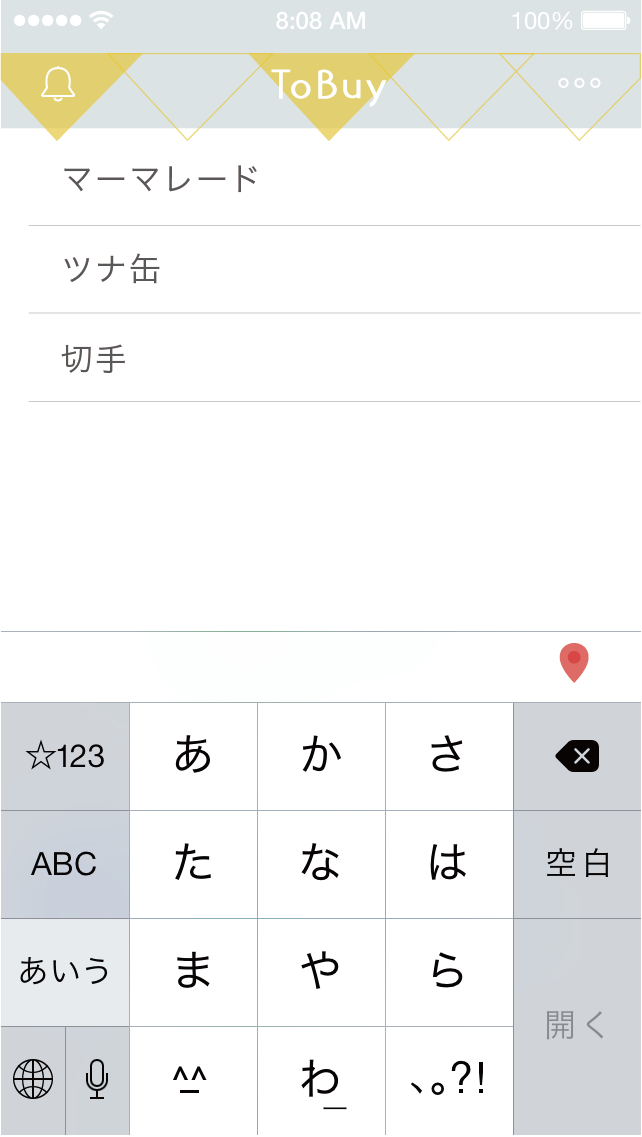 8:08 AM 100%
ToBuy
マーマレード
ツナ缶
切手
☆123 あ か さ
ABC た な は 空白
あいう ま や ら
開く
^_^ わ_ 、。?!